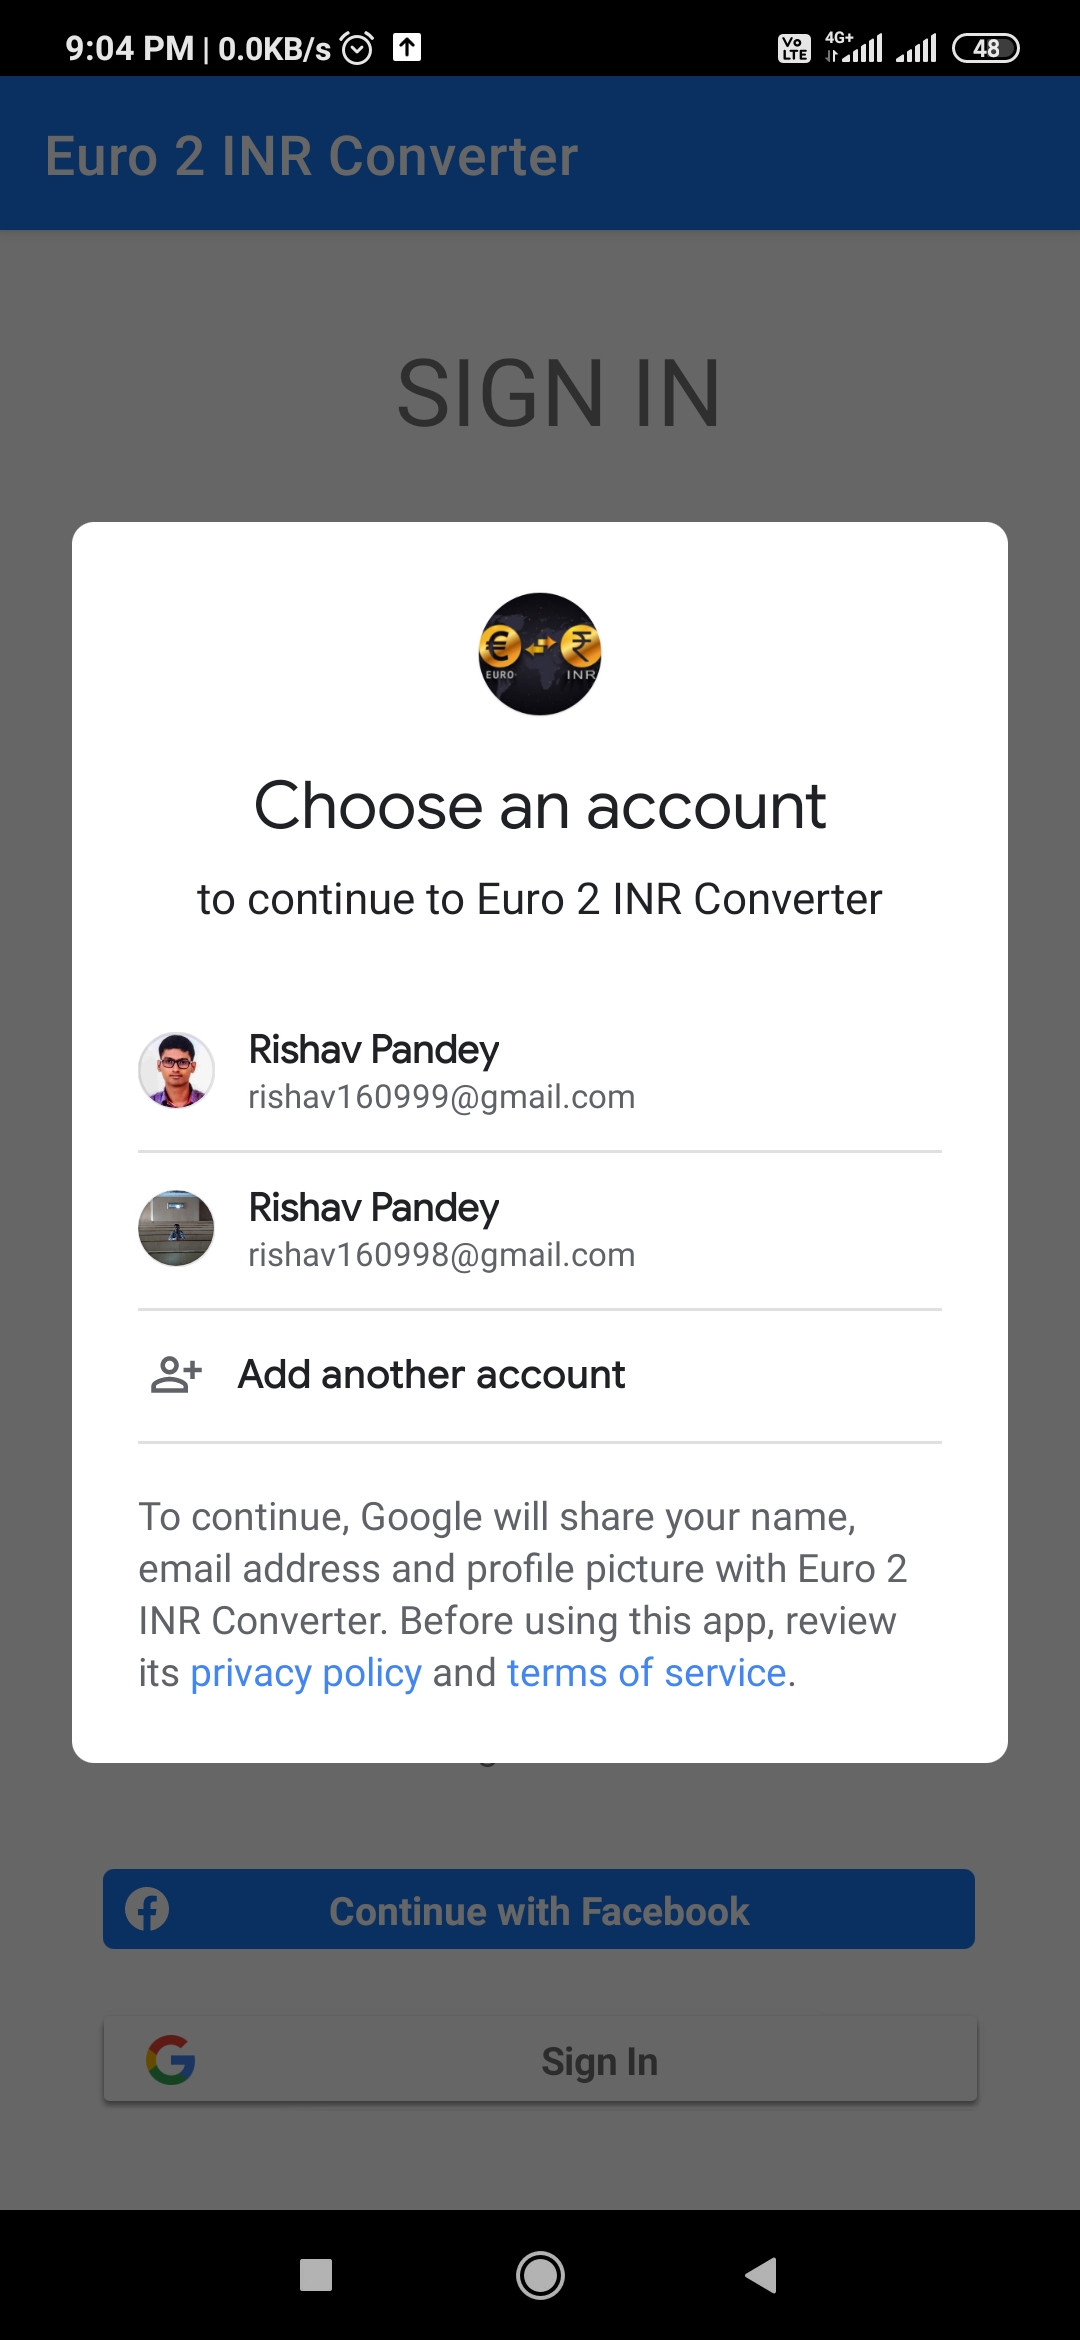 9:04 PM | 0.0KB/s
Vo LTE 4G+ 48
Euro 2 INR Converter
SIGN IN
€ ₹
EURO INR
Choose an account
to continue to Euro 2 INR Converter
Rishav Pandey
rishav160999@gmail.com
Rishav Pandey
rishav160998@gmail.com
Add another account
To continue, Google will share your name,
email address and profile picture with Euro 2
INR Converter. Before using this app, review
its privacy policy and terms of service.
Continue with Facebook
Sign In